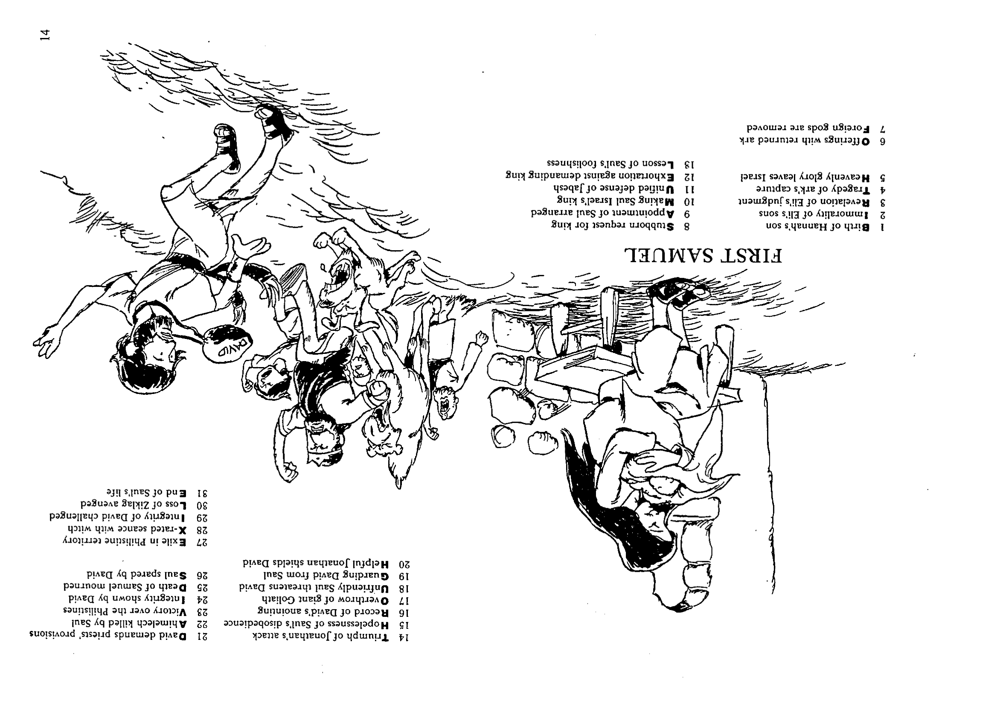 FIRST SAMUEL
1 Birth of Hannah's son
2 Immorality of Eli's sons
3 Revelation of Eli's judgment
4 Tragedy of ark's capture
5 Heavenly glory leaves Israel
6 Offerings with returned ark
7 Foreign gods are removed
8 Stubborn request for king
9 Appointment of Saul arranged
10 Making Saul Israel's king
11 Unified defense of Jabesh
12 Exhortation against demanding king
13 Lesson of Saul's foolishness
14 Triumph of Jonathan's attack
15 Hopelessness of Saul's disobedience
16 Record of David's anointing
17 Overthrow of giant Goliath
18 Unfriendly Saul threatens David
19 Guarding David from Saul
20 Helpful Jonathan shields David
21 David demands priests' provisions
22 Ahimelech killed by Saul
23 Victory over the Philistines
24 Integrity shown by David
25 Death of Samuel mourned
26 Saul spared by David
27 Exile in Philistine territory
28 X-rated seance with witch
29 Integrity of David challenged
30 Loss of Ziklag avenged
31 End of Saul's life
DAVID
14